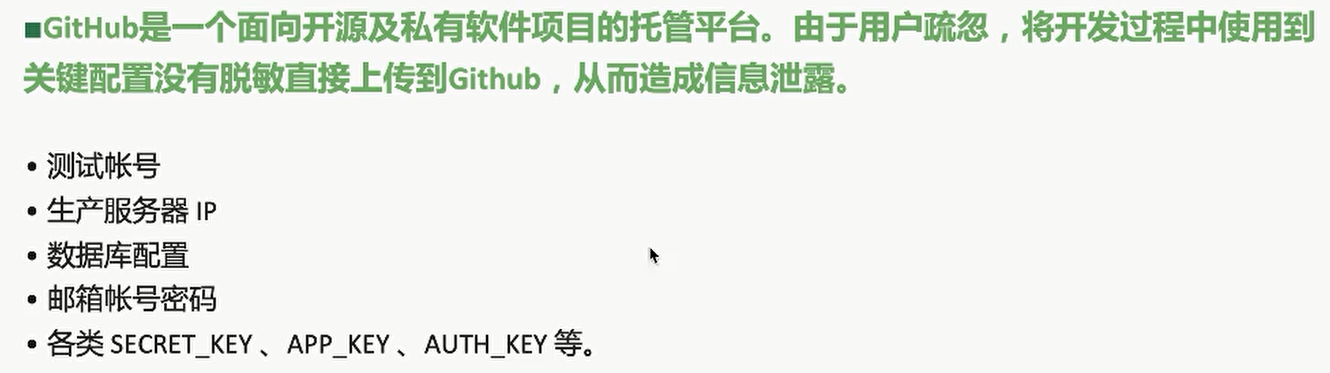 ■GitHub是一个面向开源及私有软件项目的托管平台。由于用户疏忽，将开发过程中使用到
关键配置没有脱敏直接上传到Github，从而造成信息泄露。
• 测试帐号
• 生产服务器 IP
• 数据库配置
• 邮箱帐号密码
• 各类 SECRET_KEY 、APP_KEY 、AUTH_KEY 等。